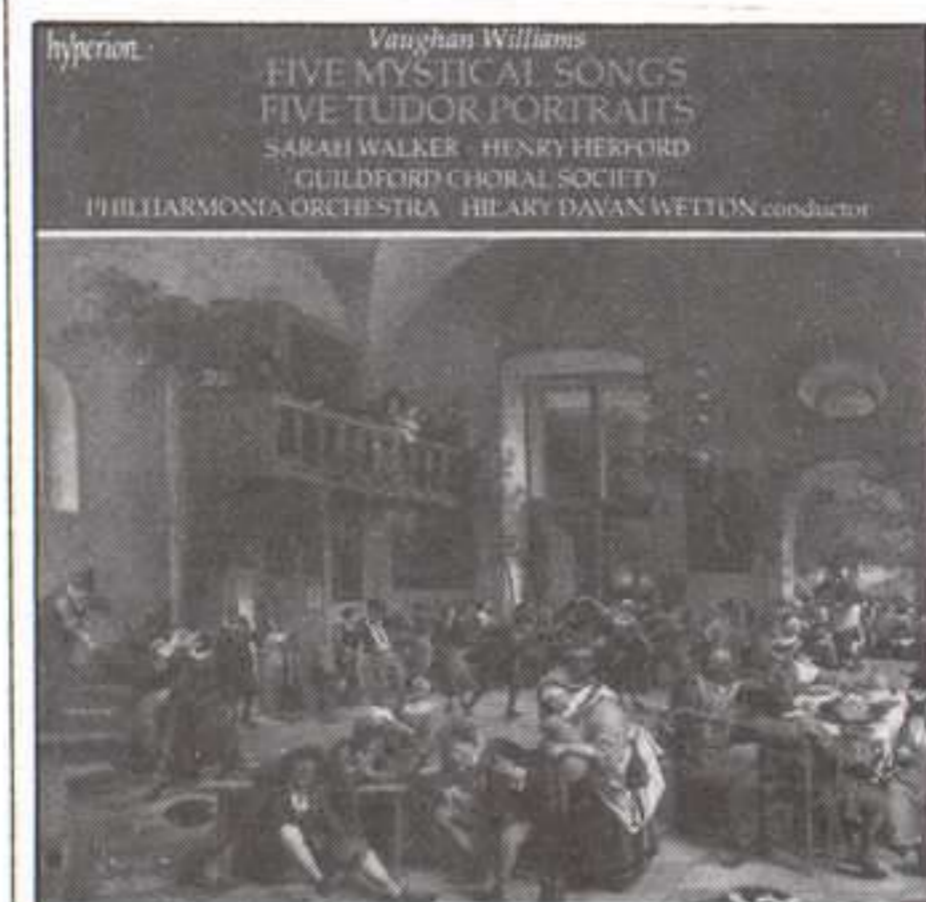 hyperion
Vaughan Williams
FIVE MYSTICAL SONGS
FIVE TUDOR PORTRAITS
SARAH WALKER · HENRY HERFORD
GUILDFORD CHORAL SOCIETY
PHILHARMONIA ORCHESTRA HILARY DAVAN WETTON conductor